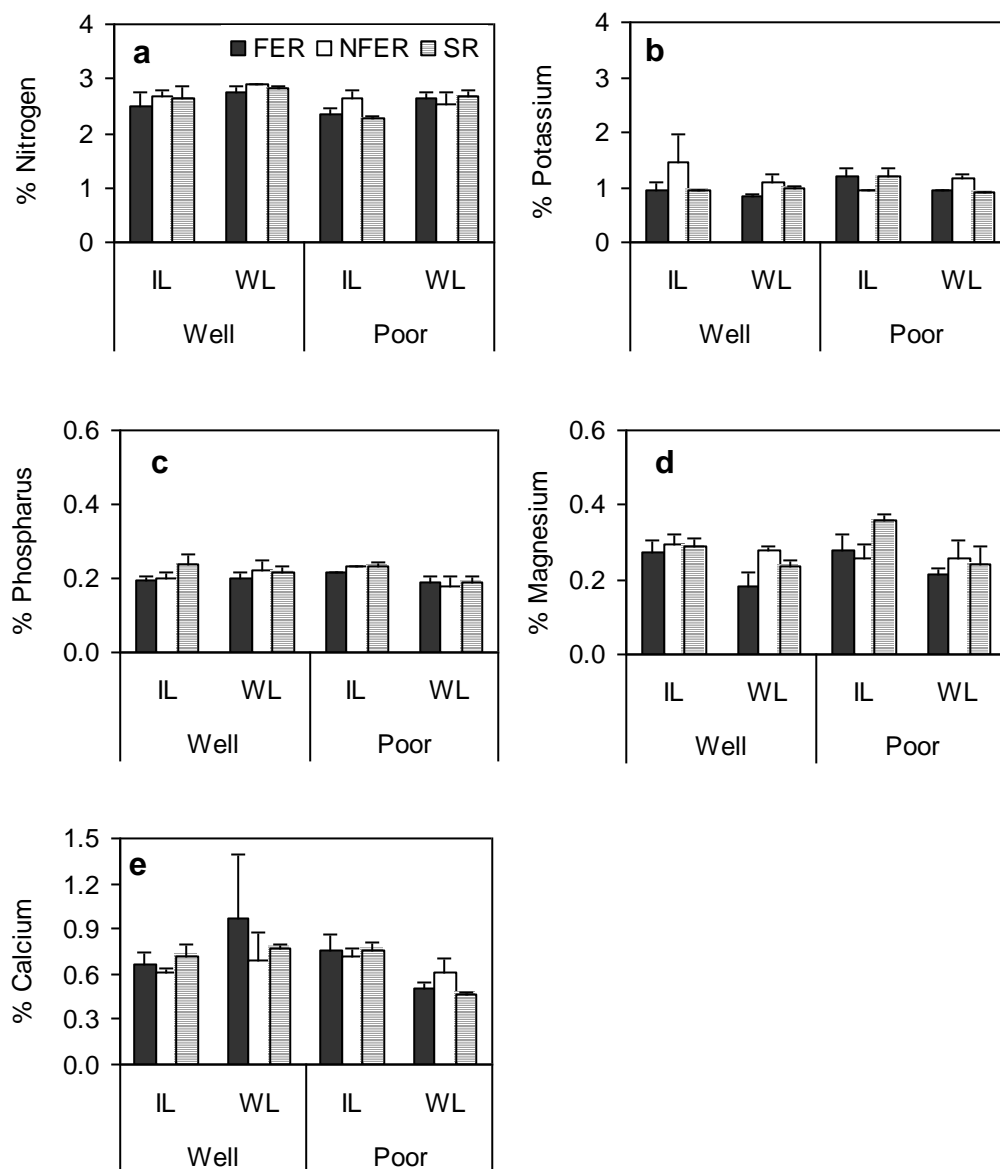 a
FER NFER SR
% Nitrogen
4
3
2
1
0
IL WL IL WL
Well Poor
b
% Potassium
4
3
2
1
0
IL WL IL WL
Well Poor
c
% Phospharus
0.6
0.4
0.2
0.0
IL WL IL WL
Well Poor
d
% Magnesium
0.6
0.4
0.2
0.0
IL WL IL WL
Well Poor
e
% Calcium
1.5
1.2
0.9
0.6
0.3
0.0
IL WL IL WL
Well Poor